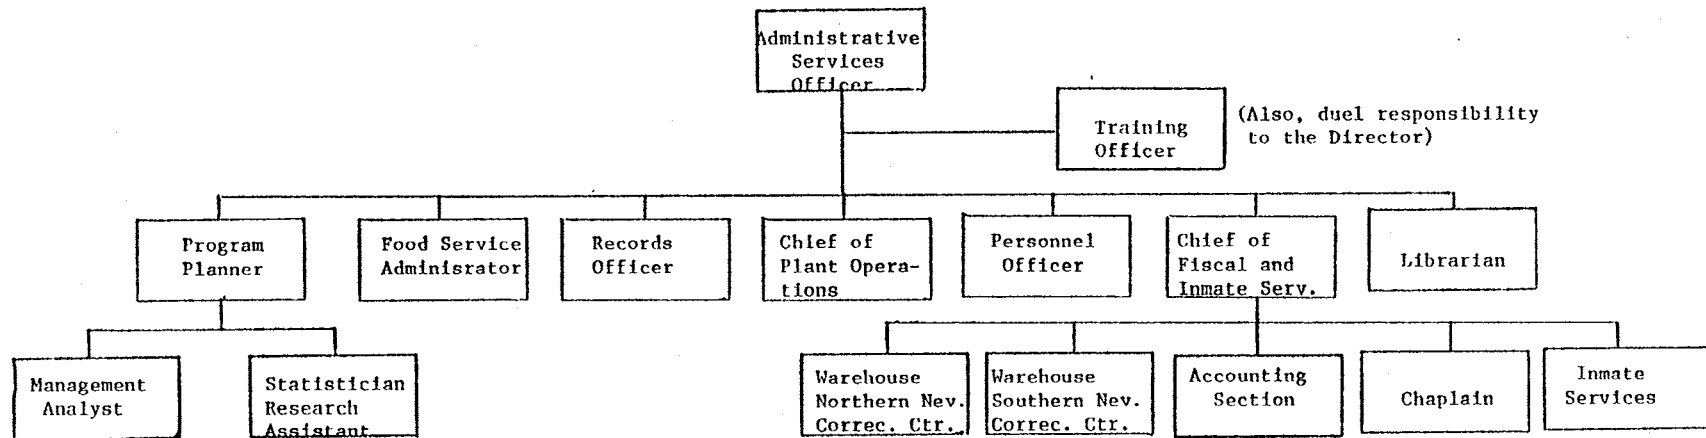 Administrative
Services
Officer
Training
Officer
(Also, duel responsibility
to the Director)
Program
Planner
Food Service
Adminisrator
Records
Officer
Chief of
Plant Opera-
tions
Personnel
Officer
Chief of
Fiscal and
Inmate Serv.
Librarian
Management
Analyst
Statistician
Research
Assistant
Warehouse
Northern Nev.
Correc. Ctr.
Warehouse
Southern Nev.
Correc. Ctr.
Accounting
Section
Chaplain
Inmate
Services